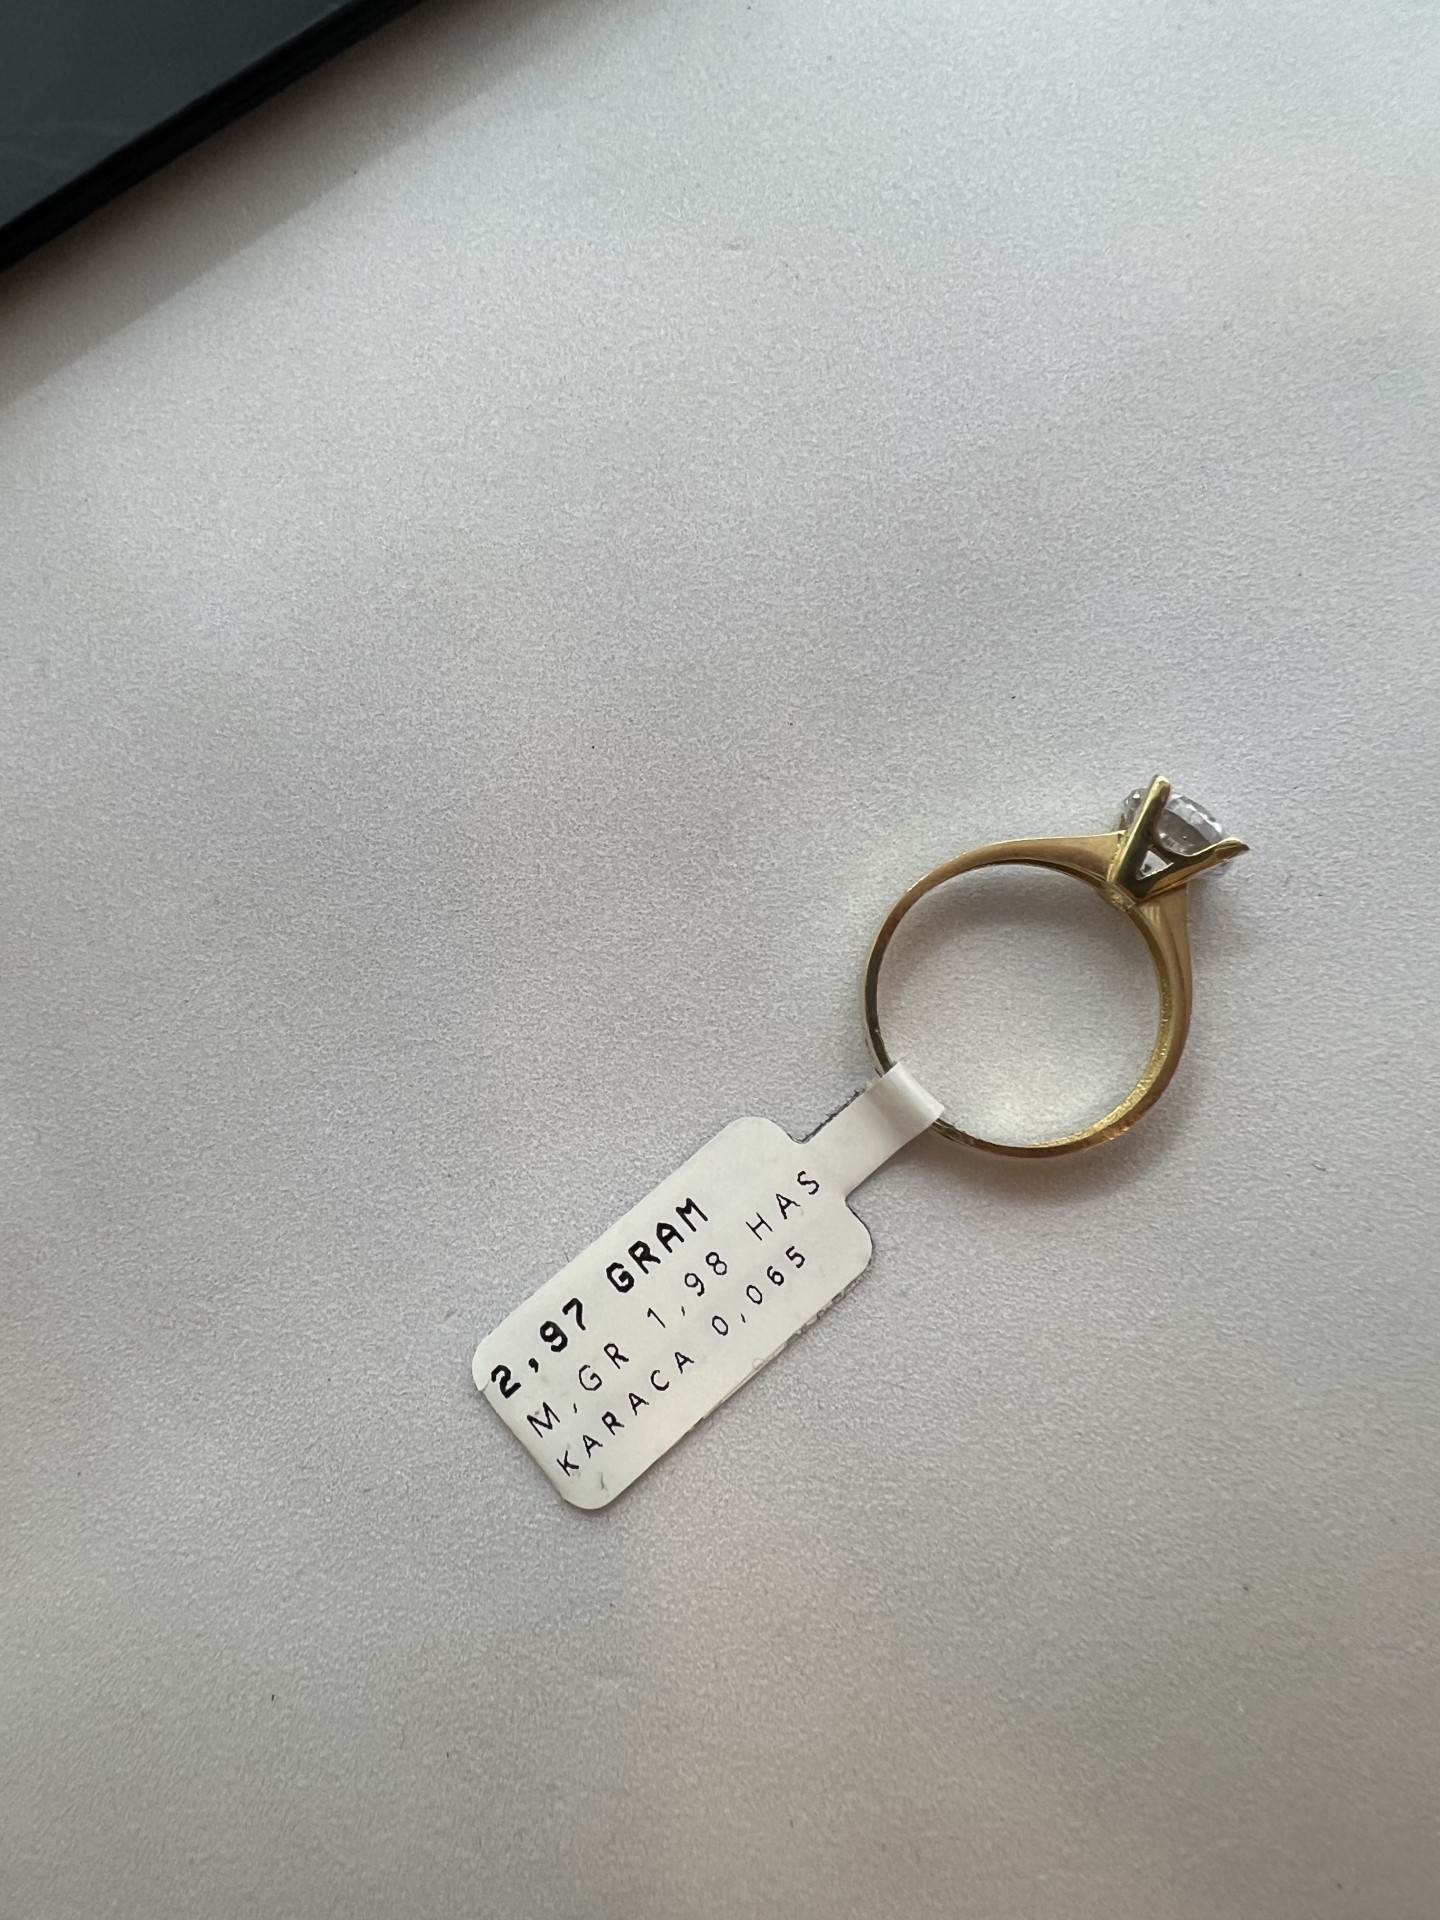 2,97 GRAM
M,GR 1,98 HAS
KARACA 0,065